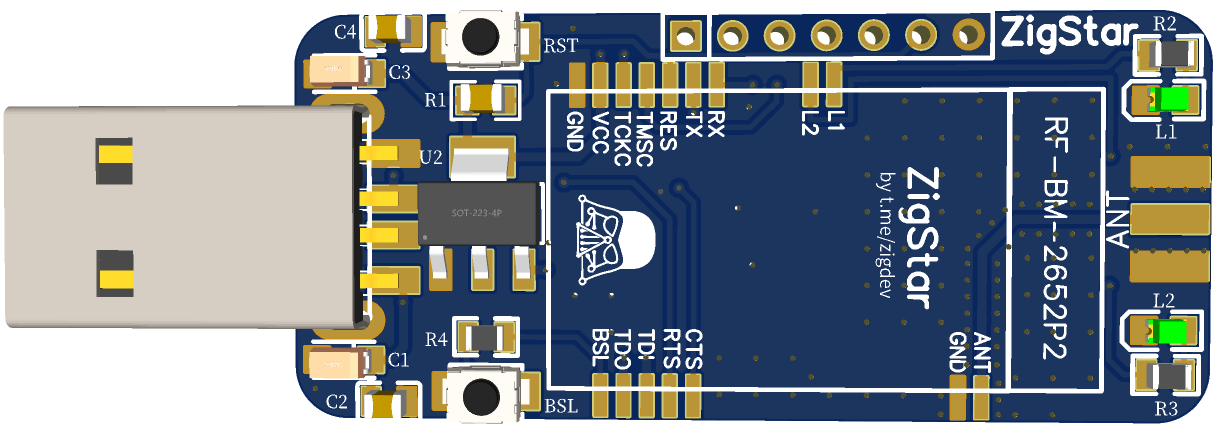 C4
RST
ZigStar
R2
C3
R1
L1
GND
VCC
TCKC
TMSC
RES
TX
RX
L2
L1
U2
SOT-223-4P
ZigStar
by t.me/zigdev
RF-BM-2652P2
ANT
L2
R4
BSL
TDO
TDI
RTS
CTS
GND
ANT
C1
C2
BSL
R3